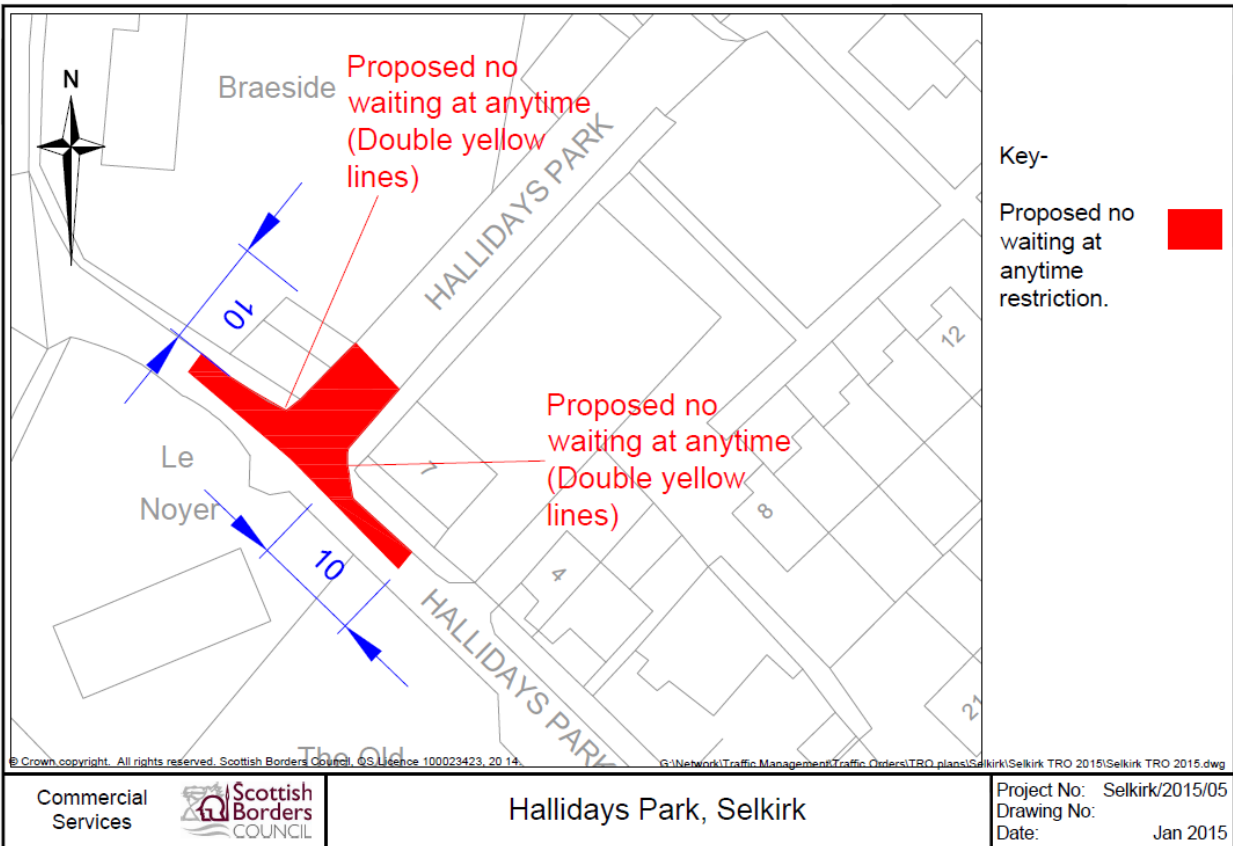 N
Braeside
Proposed no
waiting at anytime
(Double yellow
lines)
HALLIDAYS PARK
10
Proposed no
waiting at anytime
(Double yellow
lines)
Le
Noyer
7
10
4
8
12
21
HALLIDAYS PARK
The Old
Key-
Proposed no
waiting at
anytime
restriction.
© Crown copyright. All rights reserved. Scottish Borders Council, OS Licence 100023423, 20 14.
G:\Network\Traffic Management\Traffic Orders\TRO plans\Selkirk\Selkirk TRO 2015\Selkirk TRO 2015.dwg
Commercial
Services
Scottish
Borders
COUNCIL
Hallidays Park, Selkirk
Project No: Selkirk/2015/05
Drawing No:
Date: Jan 2015